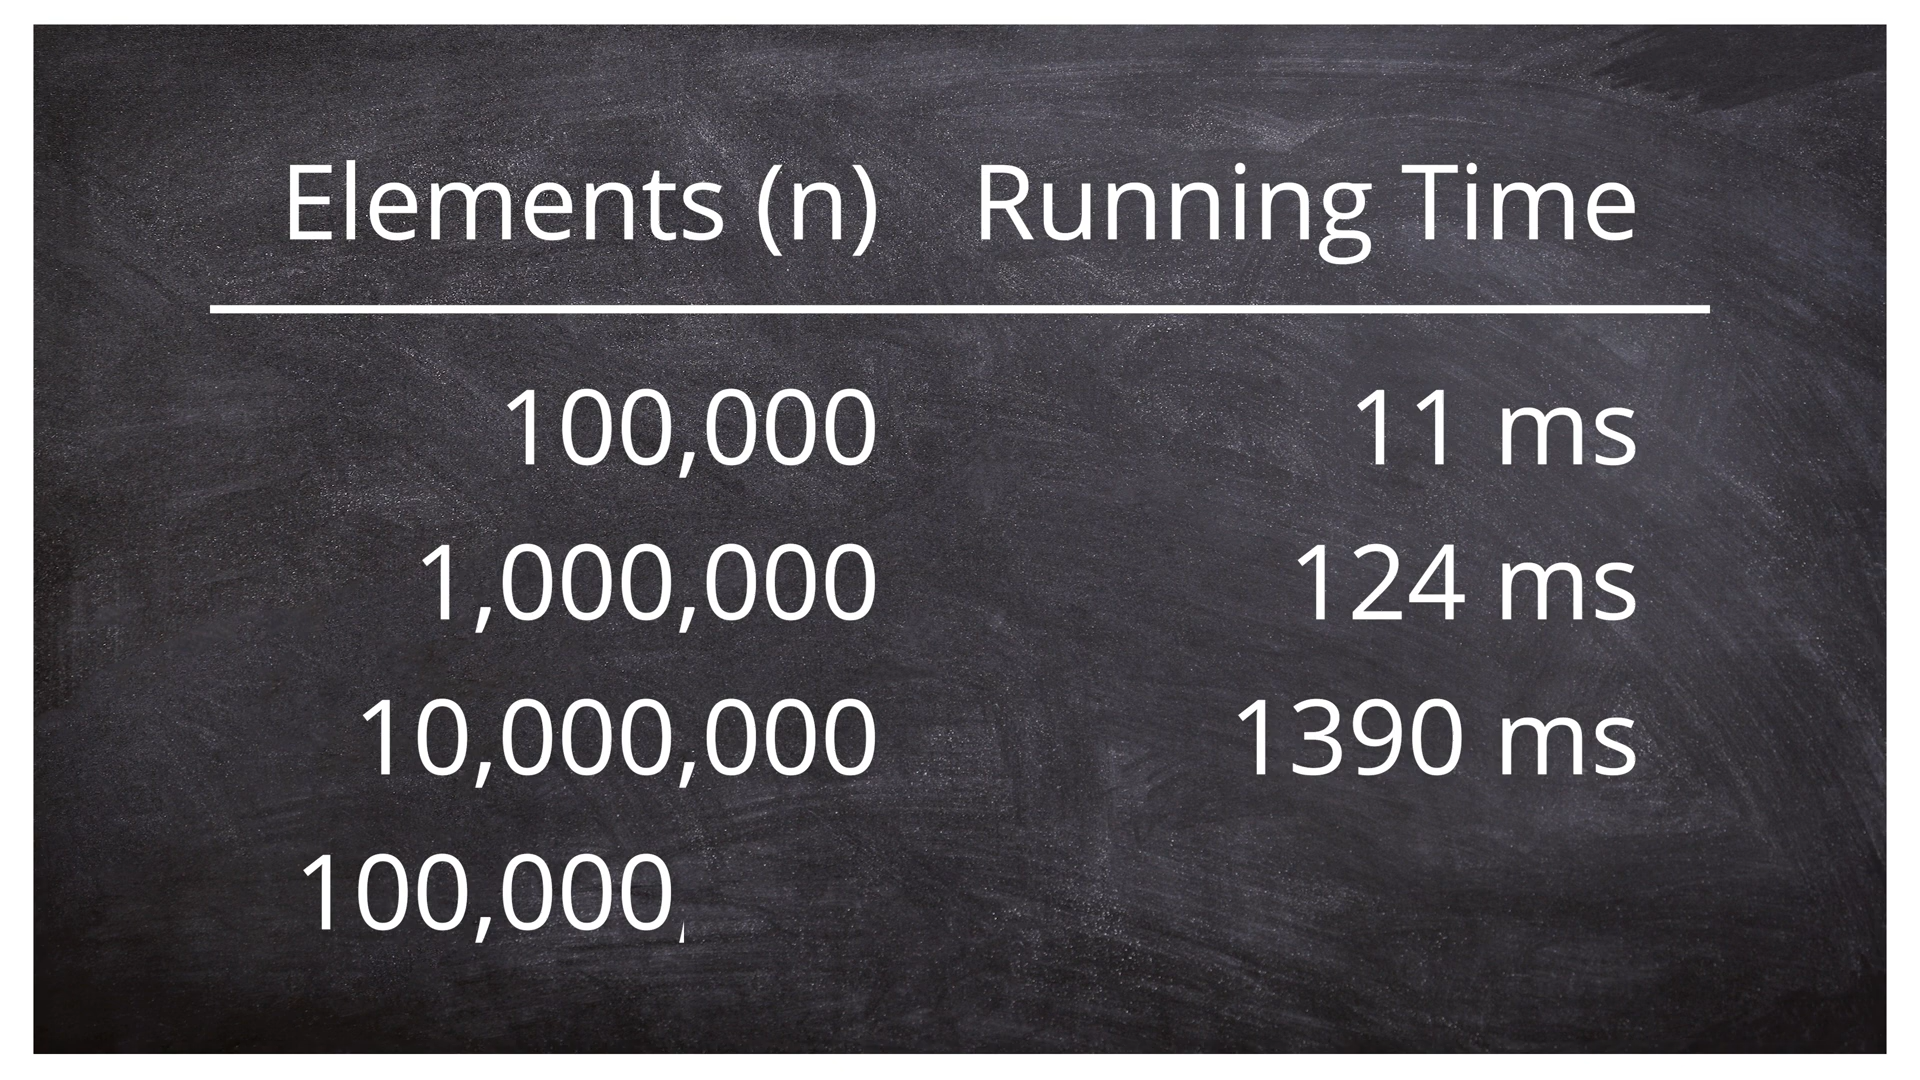 Elements (n) Running Time
100,000 11 ms
1,000,000 124 ms
10,000,000 1390 ms
100,000,